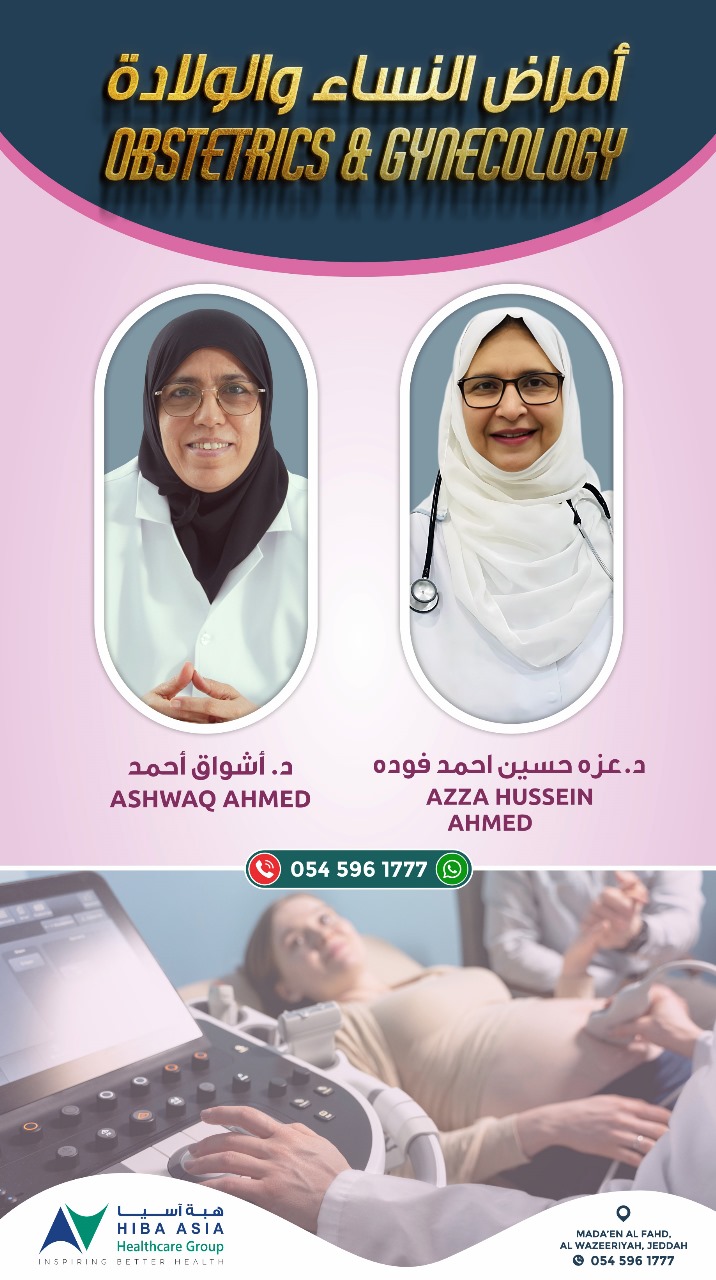 أمراض النساء والولادة
OBSTETRICS & GYNECOLOGY
د. أشواق أحمد
ASHWAQ AHMED
د.عزه حسين احمد فوده
AZZA HUSSEIN
AHMED
054 596 1777
هبة آسيا
HIBA ASIA
Healthcare Group
INSPIRING BETTER HEALTH
MADA'EN AL FAHD,
AL WAZEERIYAH, JEDDAH
054 596 1777